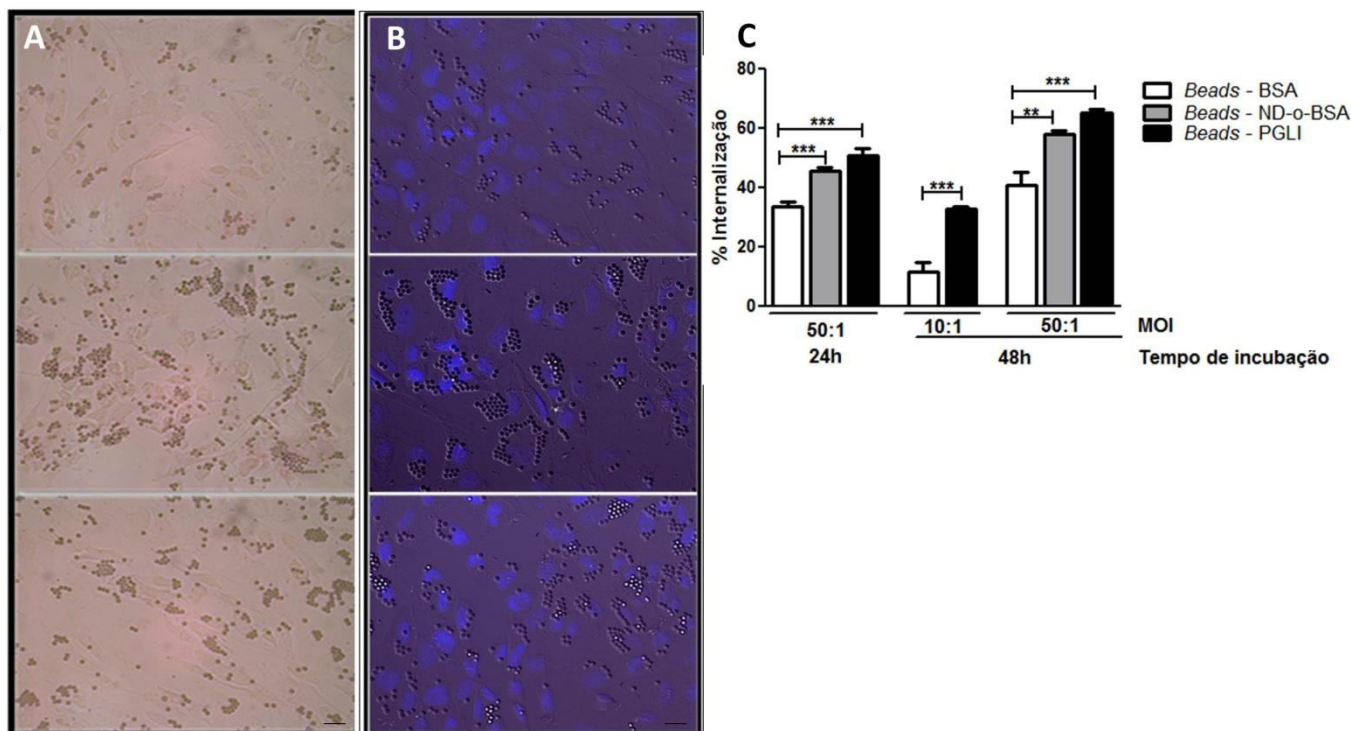 A
B
C
80
60
40
20
0
% Internalização
***
***
***
***
**
Beads - BSA
Beads - ND-o-BSA
Beads - PGLI
50:1
10:1
50:1
MOI
24h
48h
Tempo de incubação